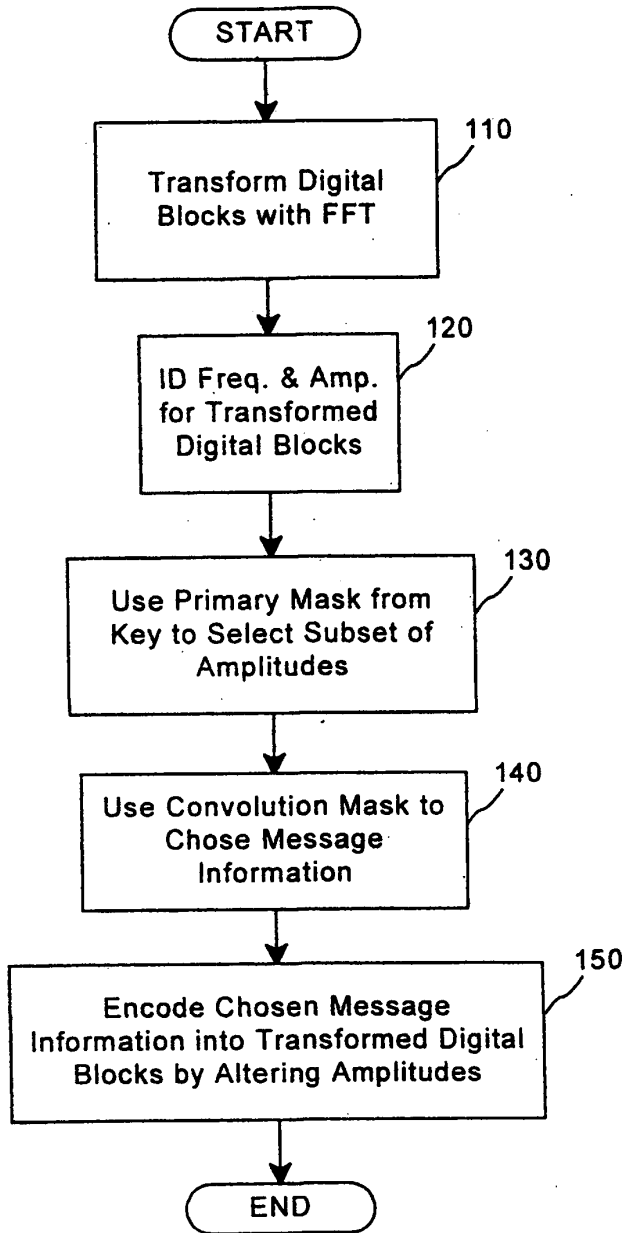 START
110
Transform Digital
Blocks with FFT
120
ID Freq. & Amp.
for Transformed
Digital Blocks
130
Use Primary Mask from
Key to Select Subset of
Amplitudes
140
Use Convolution Mask to
Chose Message
Information
150
Encode Chosen Message
Information into Transformed Digital
Blocks by Altering Amplitudes
END